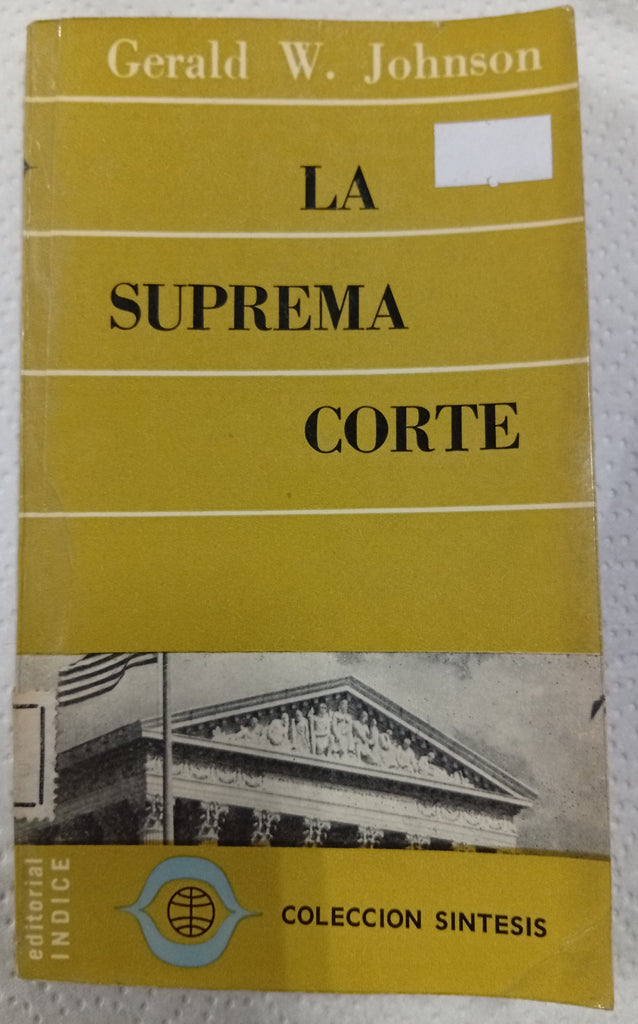 Gerald W. Johnson
LA
SUPREMA
CORTE
editorial
INDICE
COLECCION SINTESIS